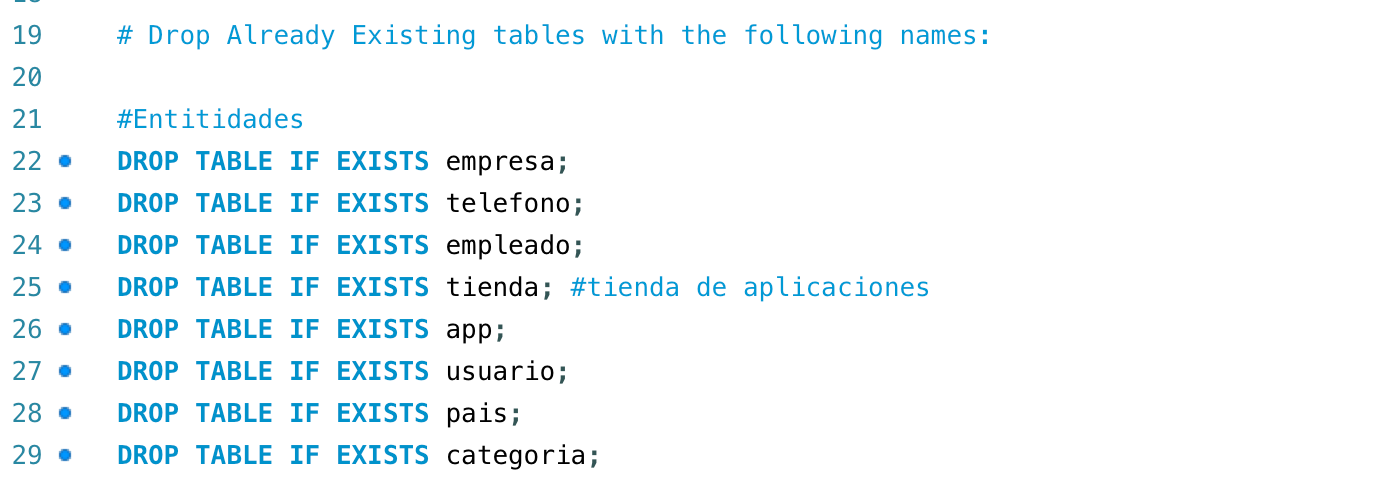 19 # Drop Already Existing tables with the following names:
20
21 #Entitidades
22 DROP TABLE IF EXISTS empresa;
23 DROP TABLE IF EXISTS telefono;
24 DROP TABLE IF EXISTS empleado;
25 DROP TABLE IF EXISTS tienda; #tienda de aplicaciones
26 DROP TABLE IF EXISTS app;
27 DROP TABLE IF EXISTS usuario;
28 DROP TABLE IF EXISTS pais;
29 DROP TABLE IF EXISTS categoria;